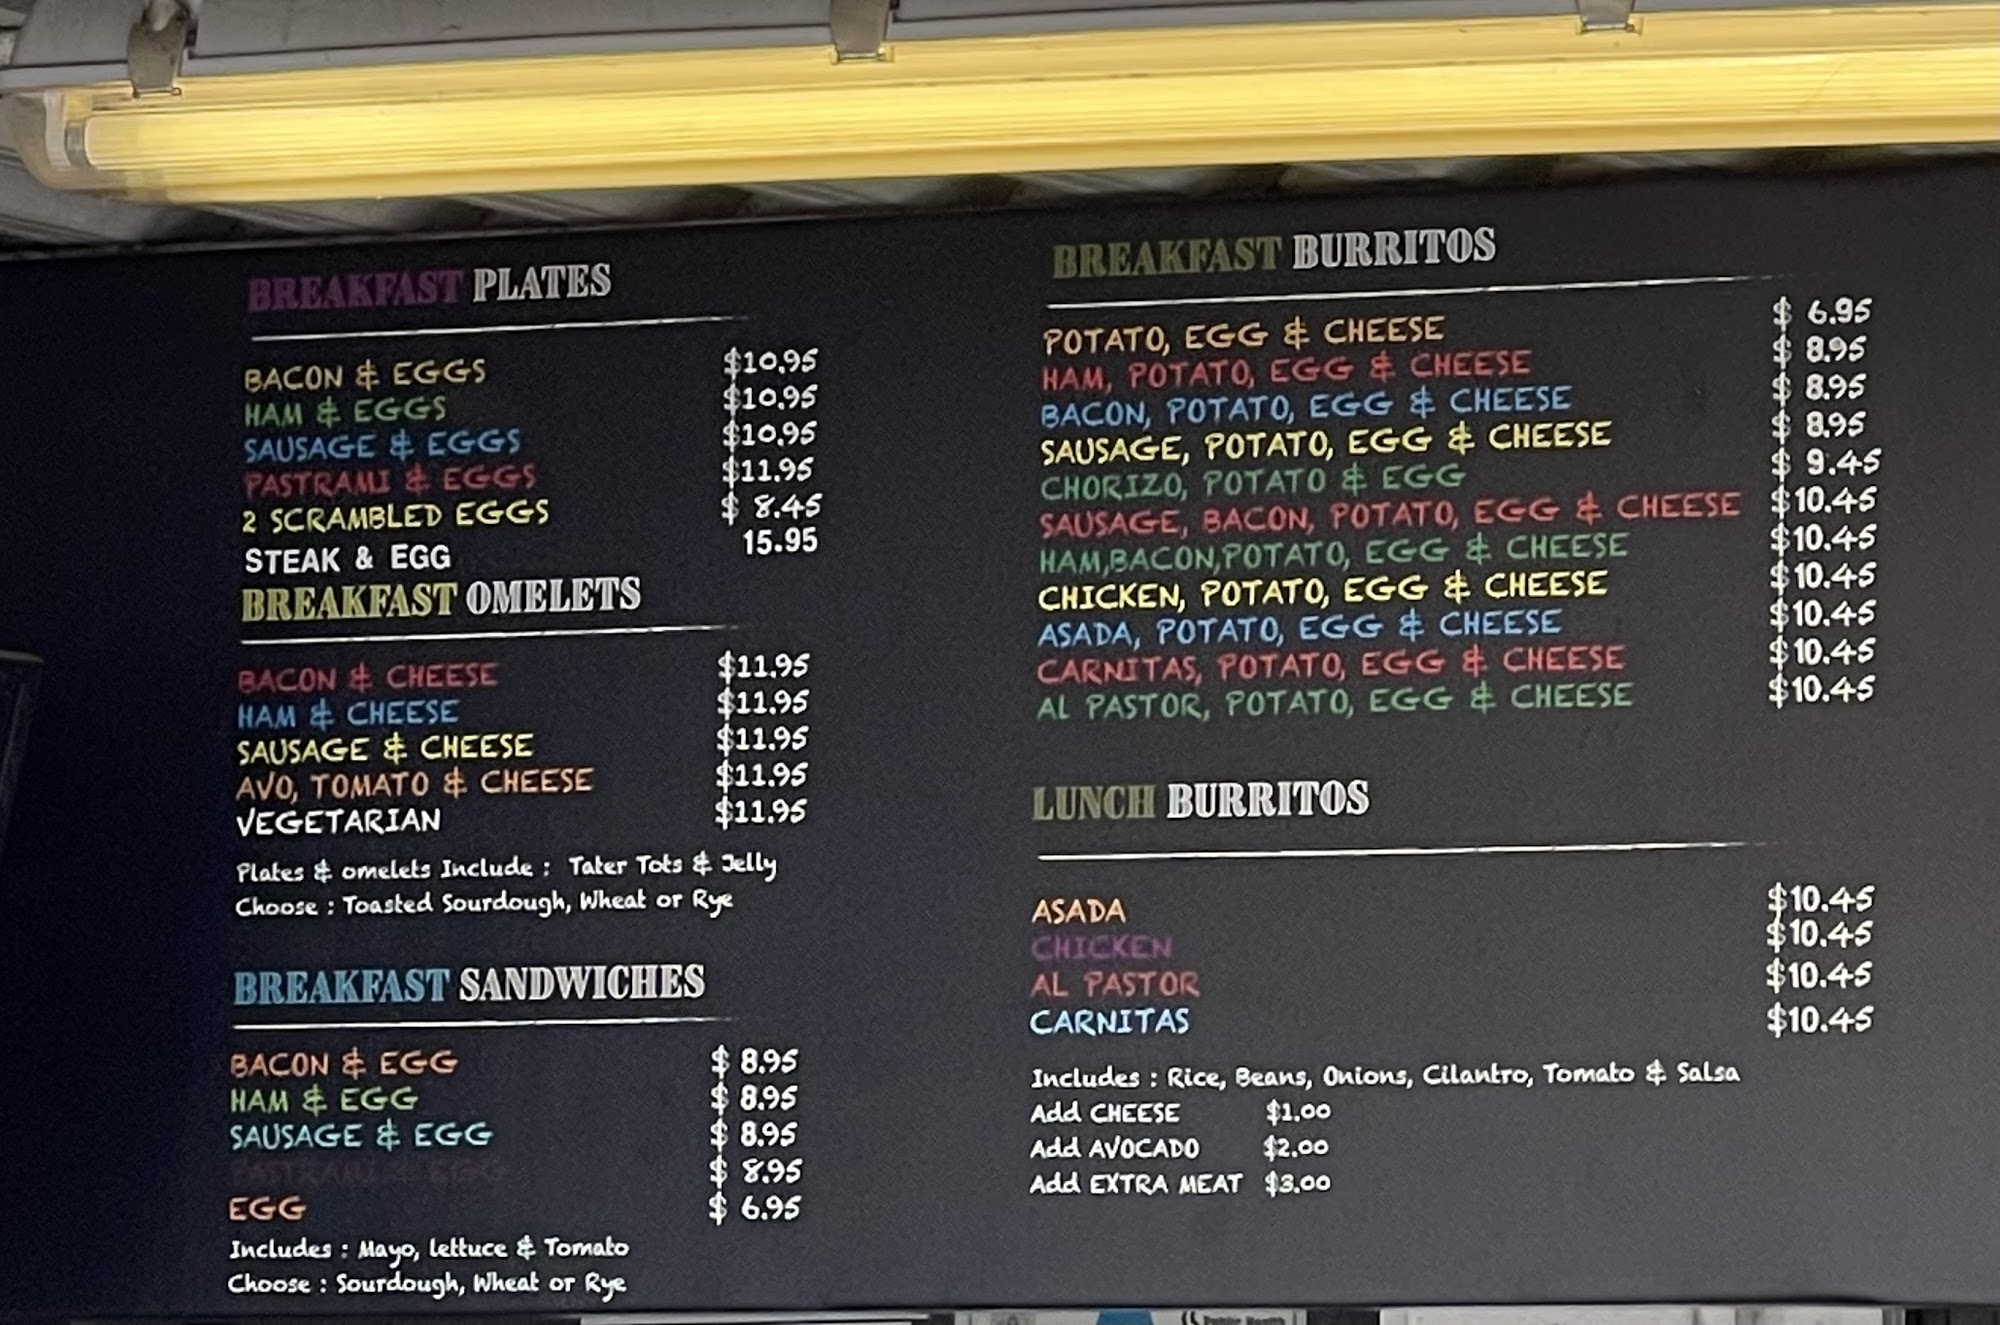 BREAKFAST PLATES
BACON & EGGS $10.95
HAM & EGGS $10.95
SAUSAGE & EGGS $10.95
PASTRAMI & EGGS $11.95
2 SCRAMBLED EGGS $ 8.45
STEAK & EGG 15.95
BREAKFAST OMELETS
BACON & CHEESE $11.95
HAM & CHEESE $11.95
SAUSAGE & CHEESE $11.95
AVO, TOMATO & CHEESE $11.95
VEGETARIAN $11.95
Plates & omelets Include : Tater Tots & Jelly
Choose : Toasted Sourdough, Wheat or Rye
BREAKFAST SANDWICHES
BACON & EGG $ 8.95
HAM & EGG $ 8.95
SAUSAGE & EGG $ 8.95
PASTRAMI & EGG $ 8.95
EGG $ 6.95
Includes : Mayo, lettuce & Tomato
Choose : Sourdough, Wheat or Rye
BREAKFAST BURRITOS
POTATO, EGG & CHEESE $ 6.95
HAM, POTATO, EGG & CHEESE $ 8.95
BACON, POTATO, EGG & CHEESE $ 8.95
SAUSAGE, POTATO, EGG & CHEESE $ 8.95
CHORIZO, POTATO & EGG $ 9.45
SAUSAGE, BACON, POTATO, EGG & CHEESE $10.45
HAM,BACON,POTATO, EGG & CHEESE $10.45
CHICKEN, POTATO, EGG & CHEESE $10.45
ASADA, POTATO, EGG & CHEESE $10.45
CARNITAS, POTATO, EGG & CHEESE $10.45
AL PASTOR, POTATO, EGG & CHEESE $10.45
LUNCH BURRITOS
ASADA $10.45
CHICKEN $10.45
AL PASTOR $10.45
CARNITAS $10.45
Includes : Rice, Beans, Onions, Cilantro, Tomato & Salsa
Add CHEESE $1.00
Add AVOCADO $2.00
Add EXTRA MEAT $3.00
Public Health